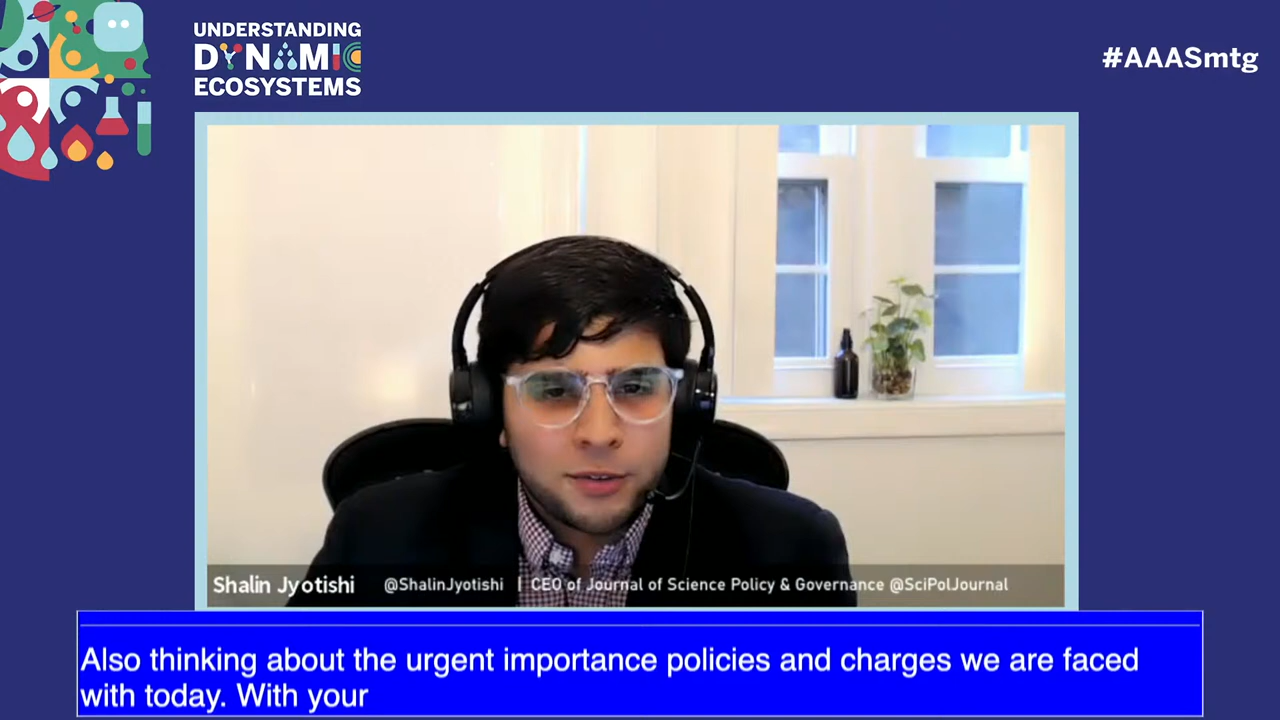 UNDERSTANDING
DYNAMIC
ECOSYSTEMS
#AAASmtg
Shalin Jyotishi @ShalinJyotishi | CEO of Journal of Science Policy & Governance @SciPolJournal
Also thinking about the urgent importance policies and charges we are faced
with today. With your